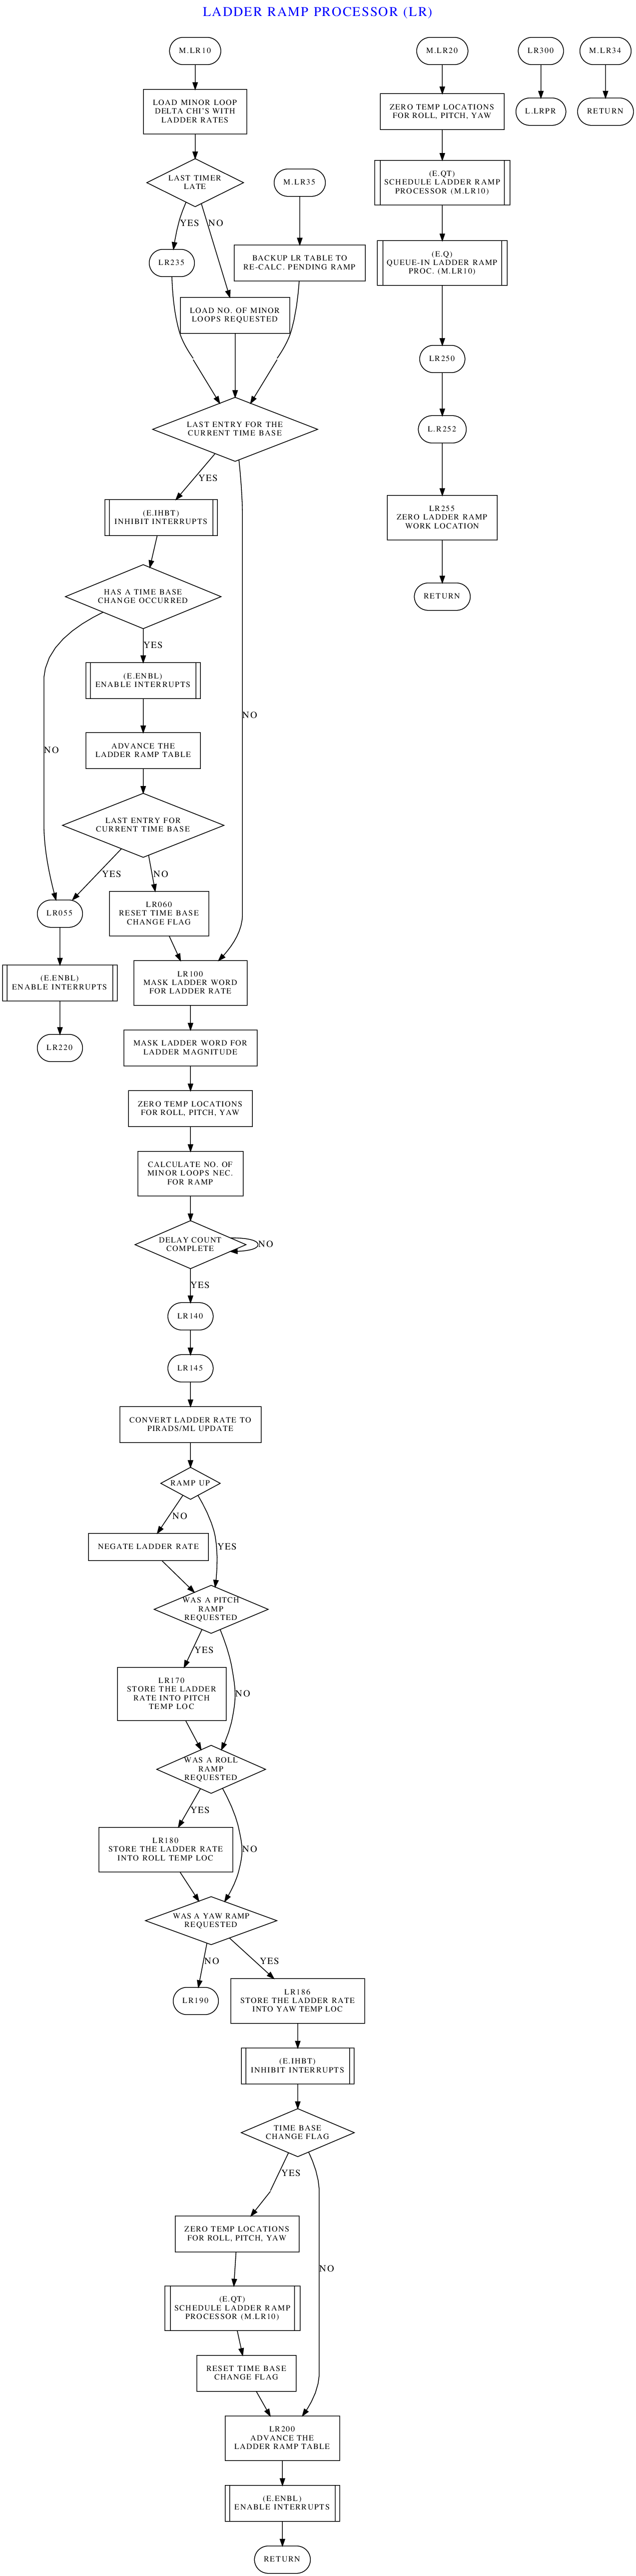 LADDER RAMP PROCESSOR (LR)
M.LR10
M.LR20
LR300
M.LR34
LOAD MINOR LOOP
DELTA CHI'S WITH
LADDER RATES
ZERO TEMP LOCATIONS
FOR ROLL, PITCH, YAW
L.LRPR
RETURN
LAST TIMER
LATE
M.LR35
(E.QT)
SCHEDULE LADDER RAMP
PROCESSOR (M.LR10)
YES
NO
LR235
BACKUP LR TABLE TO
RE-CALC. PENDING RAMP
(E.Q)
QUEUE-IN LADDER RAMP
PROC. (M.LR10)
LOAD NO. OF MINOR
LOOPS REQUESTED
LR250
LAST ENTRY FOR THE
CURRENT TIME BASE
L.R252
YES
(E.IHBT)
INHIBIT INTERRUPTS
LR255
ZERO LADDER RAMP
WORK LOCATION
HAS A TIME BASE
CHANGE OCCURRED
RETURN
YES
(E.ENBL)
ENABLE INTERRUPTS
NO
NO
ADVANCE THE
LADDER RAMP TABLE
LAST ENTRY FOR
CURRENT TIME BASE
YES
NO
LR055
LR060
RESET TIME BASE
CHANGE FLAG
(E.ENBL)
ENABLE INTERRUPTS
LR100
MASK LADDER WORD
FOR LADDER RATE
LR220
MASK LADDER WORD FOR
LADDER MAGNITUDE
ZERO TEMP LOCATIONS
FOR ROLL, PITCH, YAW
CALCULATE NO. OF
MINOR LOOPS NEC.
FOR RAMP
DELAY COUNT
COMPLETE
NO
YES
LR140
LR145
CONVERT LADDER RATE TO
PIRADS/ML UPDATE
RAMP UP
NO
NEGATE LADDER RATE
YES
WAS A PITCH
RAMP
REQUESTED
YES
LR170
STORE THE LADDER
RATE INTO PITCH
TEMP LOC
NO
WAS A ROLL
RAMP
REQUESTED
YES
LR180
STORE THE LADDER RATE
INTO ROLL TEMP LOC
NO
WAS A YAW RAMP
REQUESTED
NO
YES
LR190
LR186
STORE THE LADDER RATE
INTO YAW TEMP LOC
(E.IHBT)
INHIBIT INTERRUPTS
TIME BASE
CHANGE FLAG
YES
ZERO TEMP LOCATIONS
FOR ROLL, PITCH, YAW
NO
(E.QT)
SCHEDULE LADDER RAMP
PROCESSOR (M.LR10)
RESET TIME BASE
CHANGE FLAG
LR200
ADVANCE THE
LADDER RAMP TABLE
(E.ENBL)
ENABLE INTERRUPTS
RETURN